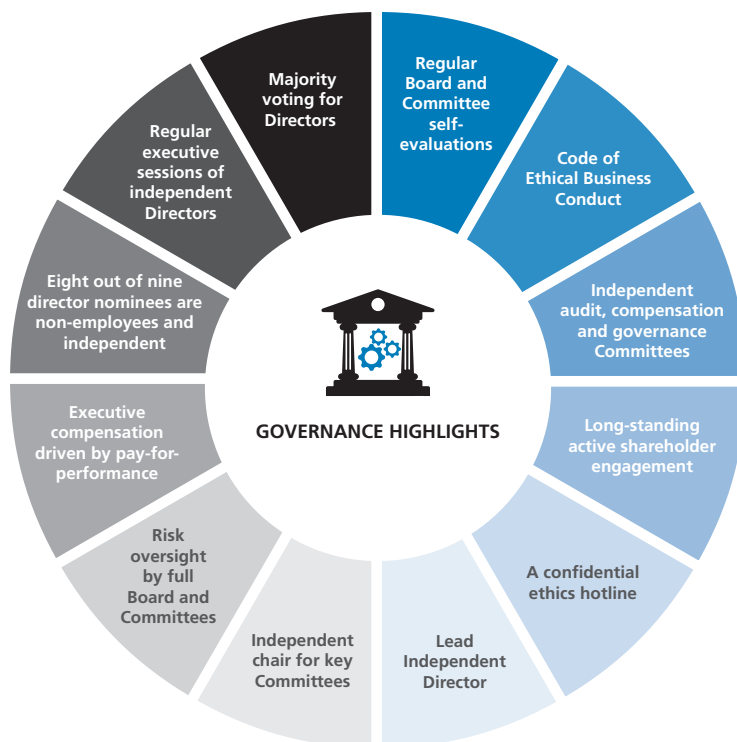 Majority
voting for
Directors
Regular
Board and
Committee
self-
evaluations
Code of
Ethical Business
Conduct
Independent
audit, compensation
and governance
Committees
Long-standing
active shareholder
engagement
A confidential
ethics hotline
Lead
Independent
Director
Independent
chair for key
Committees
Risk
oversight
by full
Board and
Committees
Executive
compensation
driven by pay-for-
performance
Eight out of nine
director nominees are
non-employees and
independent
Regular
executive
sessions of
independent
Directors
GOVERNANCE HIGHLIGHTS